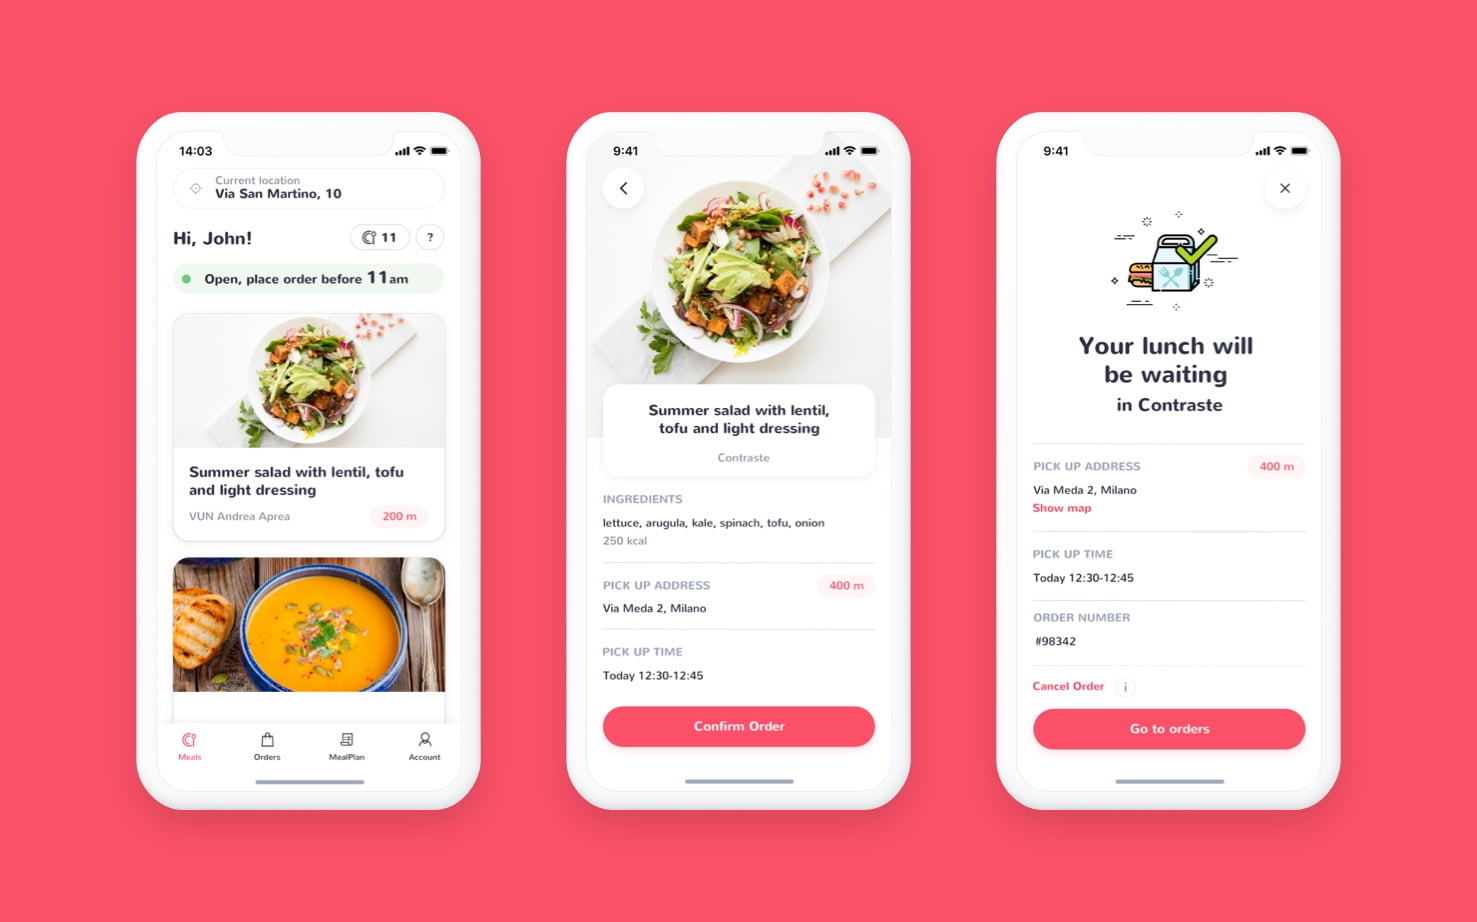 14:03
Current location
Via San Martino, 10
Hi, John!
11
?
Open, place order before 11am
Summer salad with lentil, tofu
and light dressing
VUN Andrea Aprea
200 m
Meals
Orders
MealPlan
Account
9:41
Summer salad with lentil,
tofu and light dressing
Contraste
INGREDIENTS
lettuce, arugula, kale, spinach, tofu, onion
250 kcal
PICK UP ADDRESS
400 m
Via Meda 2, Milano
PICK UP TIME
Today 12:30-12:45
Confirm Order
9:41
Your lunch will
be waiting
in Contraste
PICK UP ADDRESS
400 m
Via Meda 2, Milano
Show map
PICK UP TIME
Today 12:30-12:45
ORDER NUMBER
#98342
Cancel Order
i
Go to orders